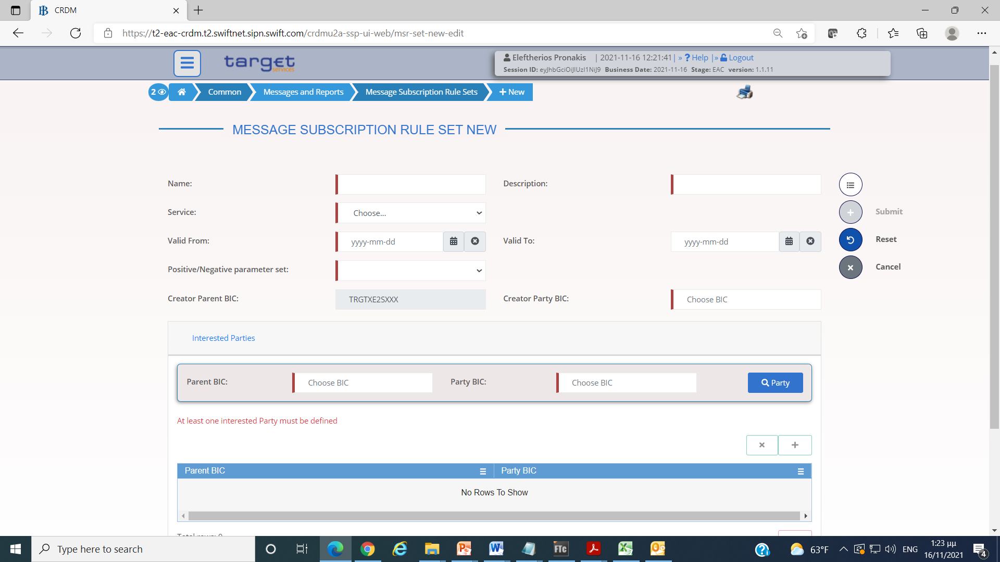 CRDM
https://t2-eac-crdm.t2.swiftnet.sipn.swift.com/crdmu2a-ssp-ui-web/msr-set-new-edit
target services
Eleftherios Pronakis | 2021-11-16 12:21:41| » ? Help |» Logout
Business Date: 2021-11-16 Stage: EAC version: 1.1.11
2 Common Messages and Reports Message Subscription Rule Sets + New
MESSAGE SUBSCRIPTION RULE SET NEW
Name: Description:
Service: Choose... Submit
Valid From: yyyy-mm-dd Valid To: yyyy-mm-dd Reset
Positive/Negative parameter set: Cancel
Creator Parent BIC: TRGTXE2SXXX Creator Party BIC: Choose BIC
Interested Parties
Parent BIC: Choose BIC Party BIC: Choose BIC Party
At least one interested Party must be defined
Parent BIC Party BIC
No Rows To Show
Total rows: 0
Type here to search 63°F ENG 1:23 μμ
16/11/2021 4